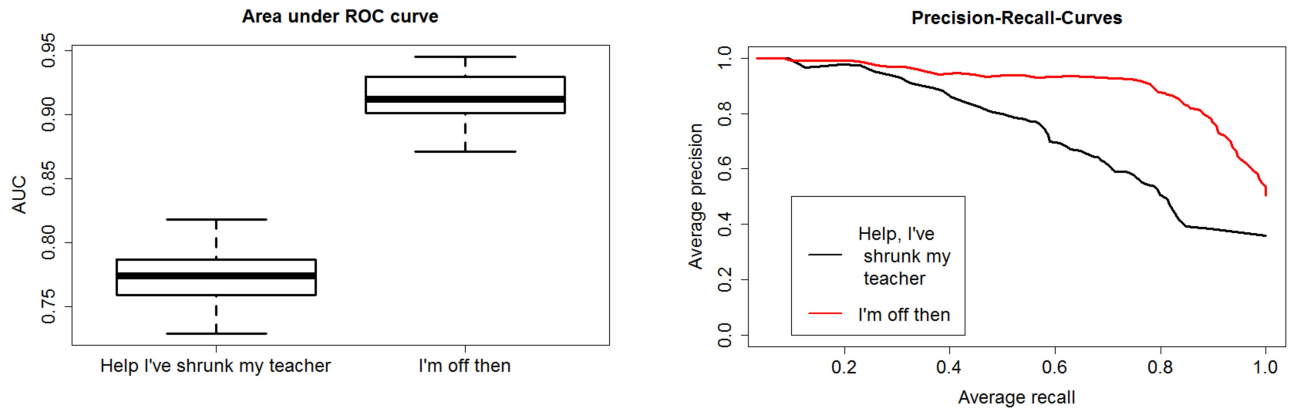 Area under ROC curve
AUC
0.95
0.90
0.85
0.80
0.75
Help I've shrunk my teacher
I'm off then
Precision-Recall-Curves
Average precision
1.0
0.8
0.6
0.4
0.2
0.0
Help, I've
shrunk my
teacher
I'm off then
0.2
0.4
0.6
0.8
1.0
Average recall